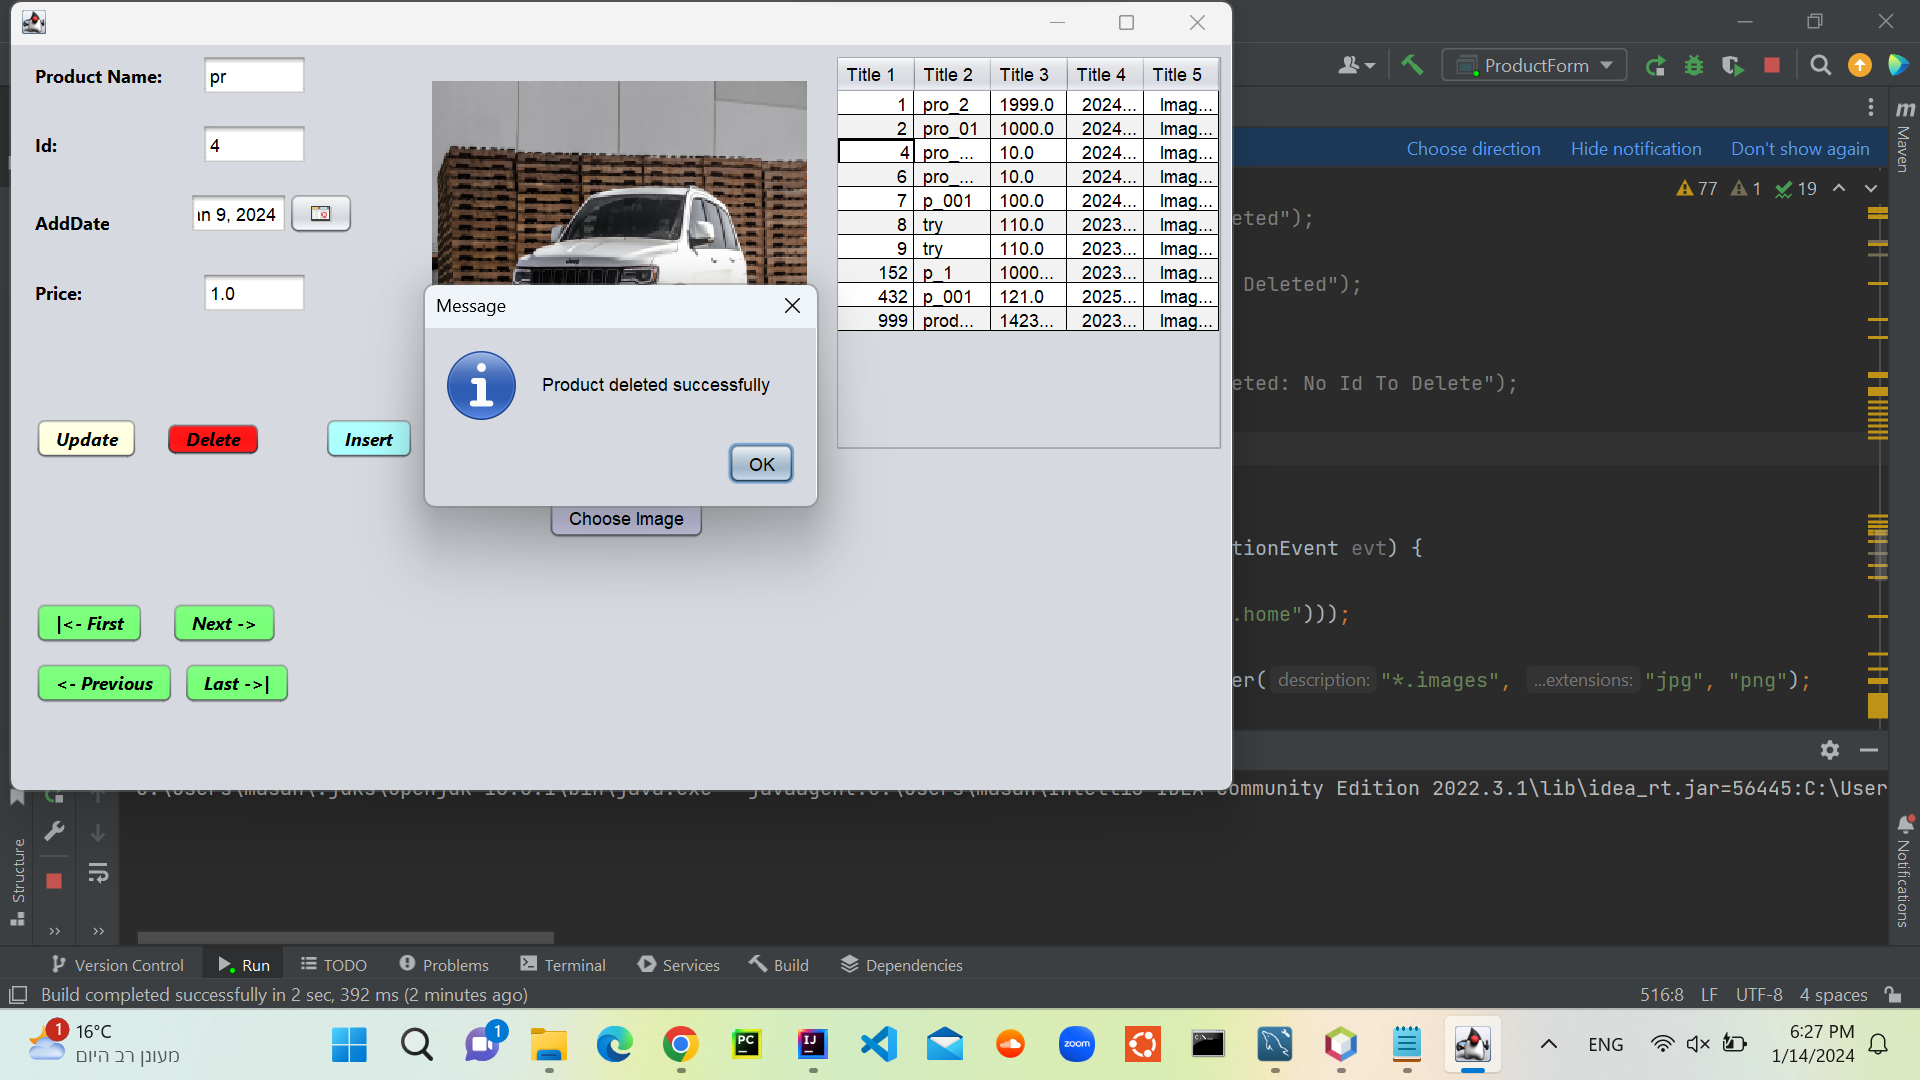 Product Name:
pr
Id:
4
AddDate
n 9, 2024
Price:
1.0
Update
Delete
Insert
Choose Image
|<- First
Next ->
<- Previous
Last ->|
Title 1 Title 2 Title 3 Title 4 Title 5
1 pro_2 1999.0 2024... Imag...
2 pro_01 1000.0 2024... Imag...
4 pro_... 10.0 2024... Imag...
6 pro_... 10.0 2024... Imag...
7 p_001 100.0 2024... Imag...
8 try 110.0 2023... Imag...
9 try 110.0 2023... Imag...
152 p_1 1000... 2023... Imag...
432 p_001 121.0 2025... Imag...
999 prod... 1423... 2023... Imag...
Message
Product deleted successfully
OK
ProductForm
Choose direction Hide notification Don't show again
77 1 19
eted");
Deleted");
eted: No Id To Delete");
tionEvent evt) {
.home")));
er( description: "*.images", ...extensions: "jpg", "png");
Maven
Notifications
Structure
Community Edition 2022.3.1\lib\idea_rt.jar=56445:C:\User
Version Control Run TODO Problems Terminal Services Build Dependencies
Build completed successfully in 2 sec, 392 ms (2 minutes ago)
516:8 LF UTF-8 4 spaces
1
16°C
מעונן רב היום
1
PC
IJ
zoom
ENG
6:27 PM
1/14/2024